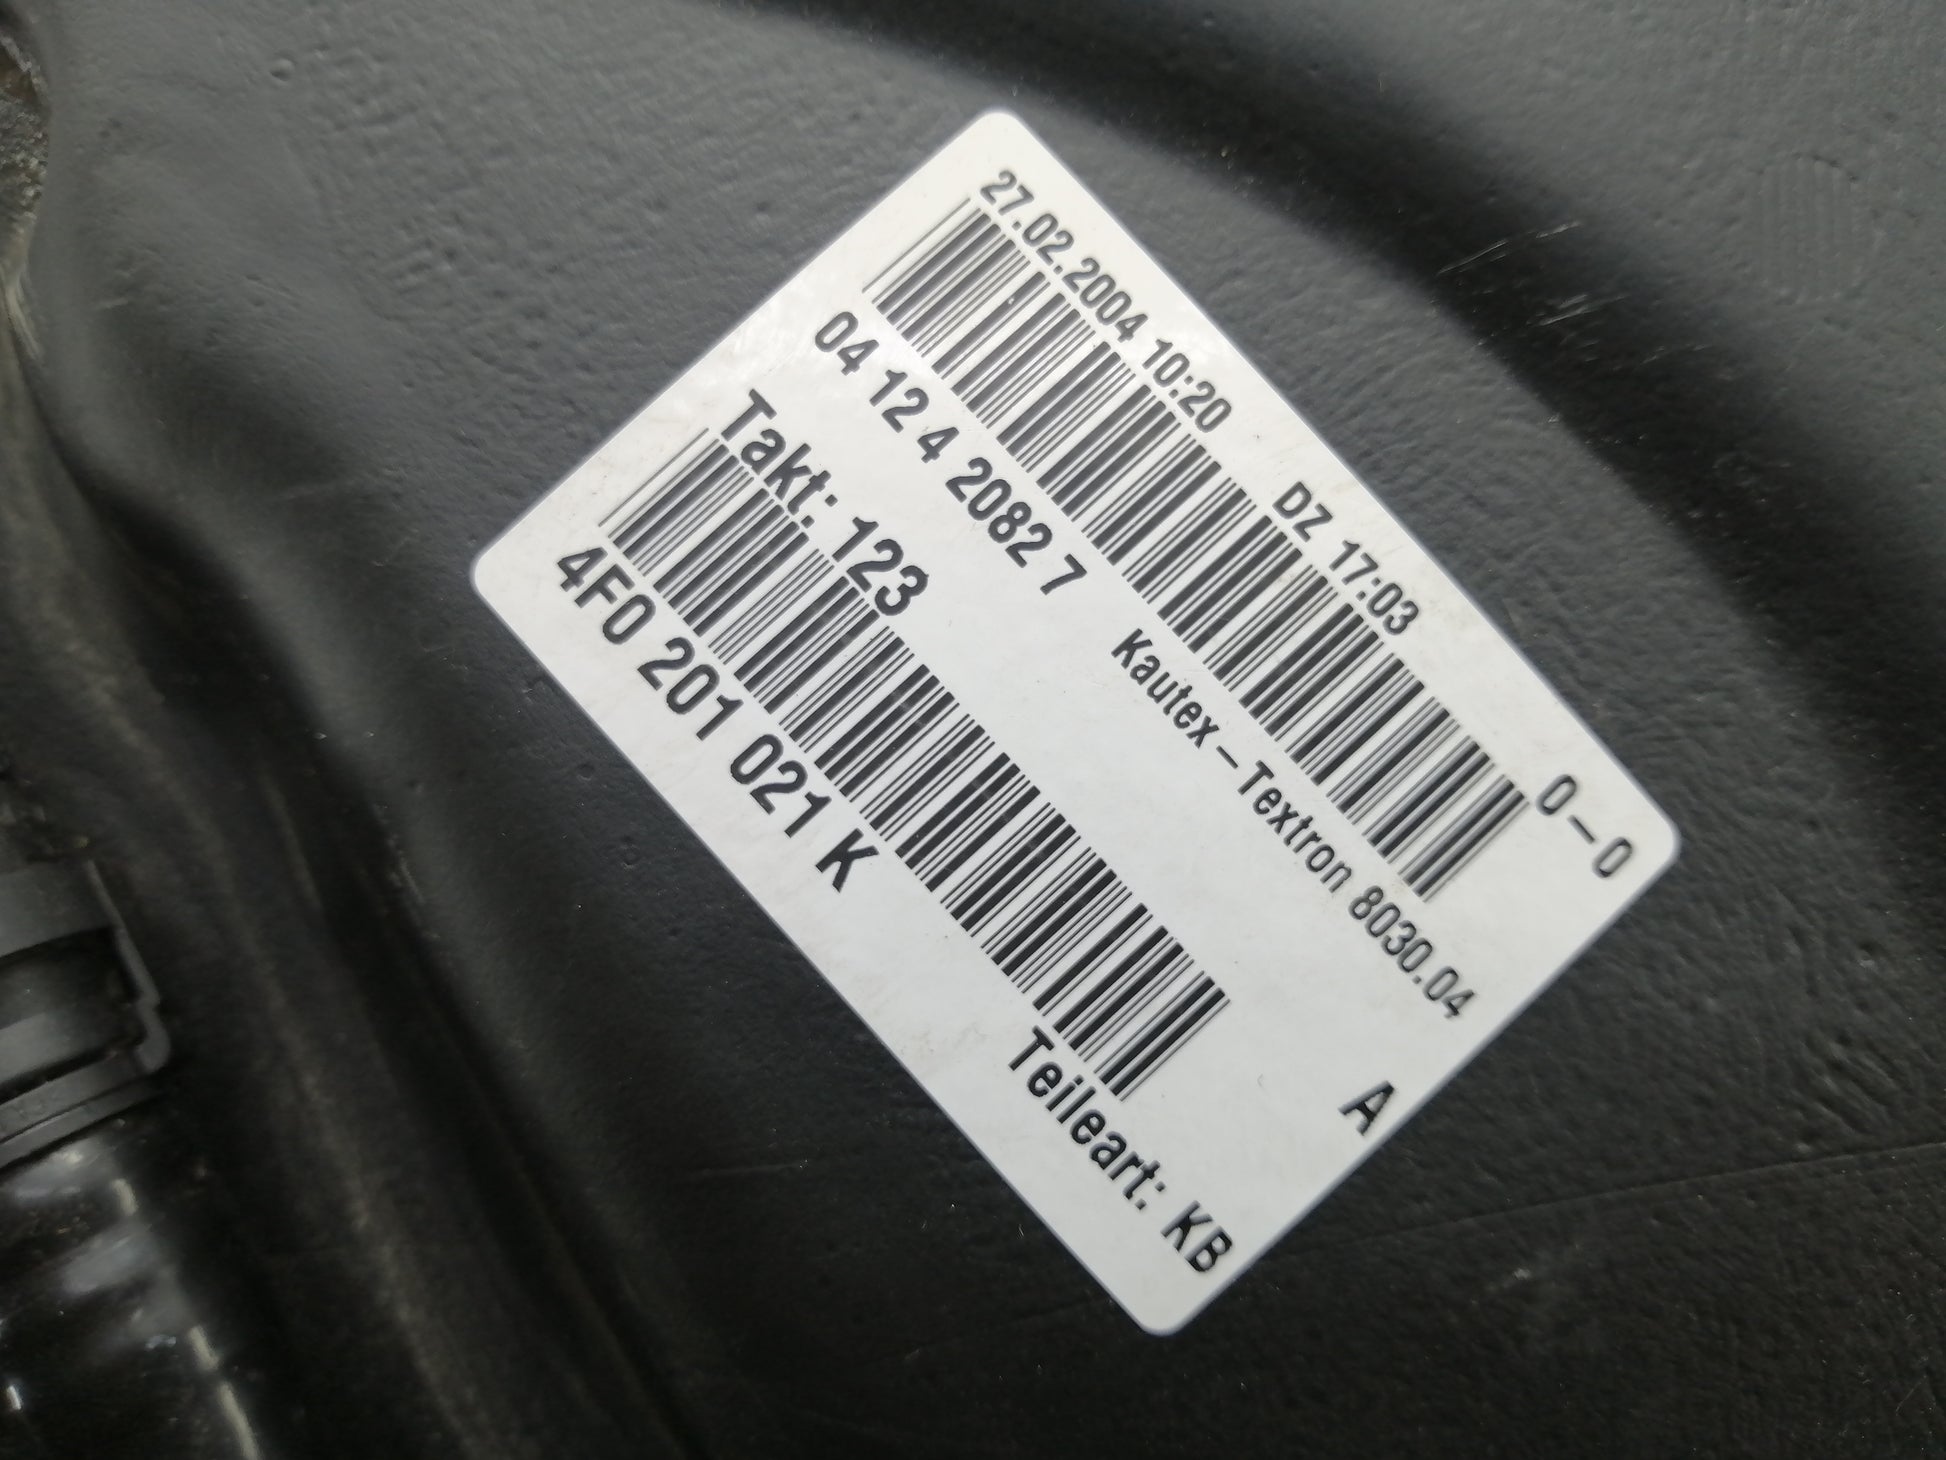 27.02.2004 10:20 DZ 17:03 0-0
04 12 4 2082 7 Kautex-Textron 8030.04
Takt: 123 A
4F0 201 021 K Teileart: KB